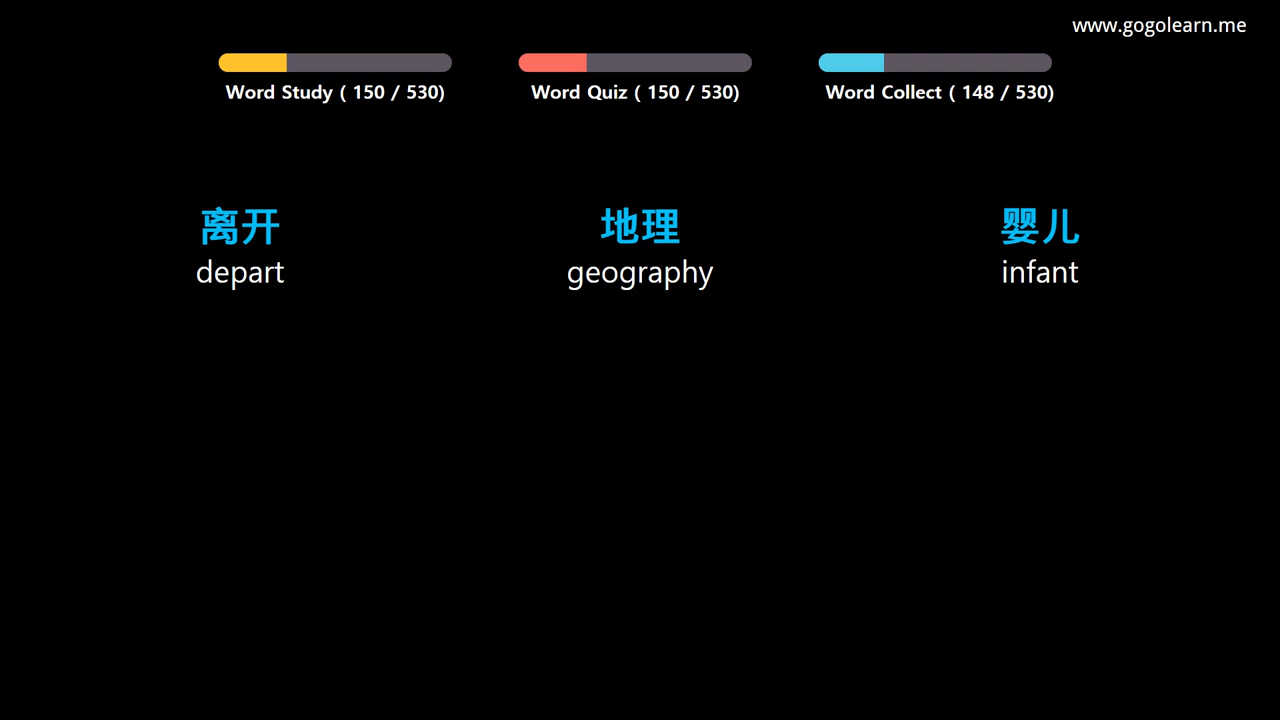 www.gogolearn.me
Word Study ( 150 / 530)
Word Quiz ( 150 / 530)
Word Collect ( 148 / 530)
离开
depart
地理
geography
婴儿
infant